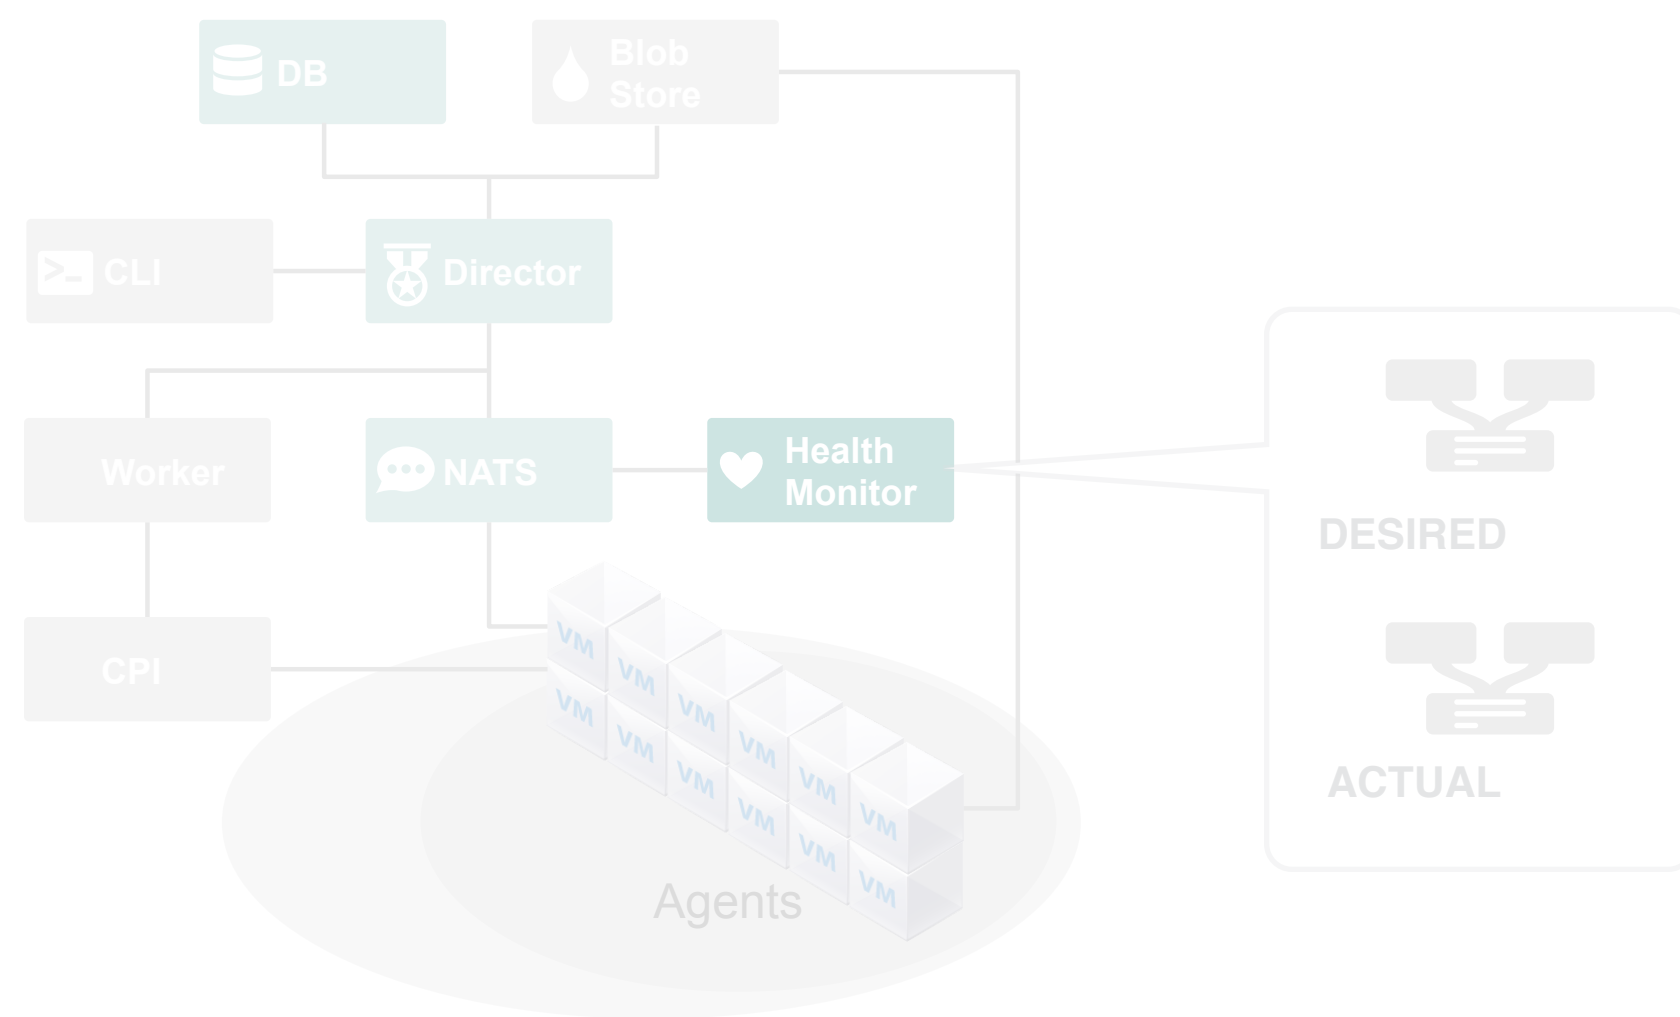 DB
Blob
Store
CLI
Director
Worker
NATS
Health
Monitor
DESIRED
CPI
ACTUAL
VM
VM
VM
VM
VM
VM
VM
VM
VM
VM
VM
VM
Agents